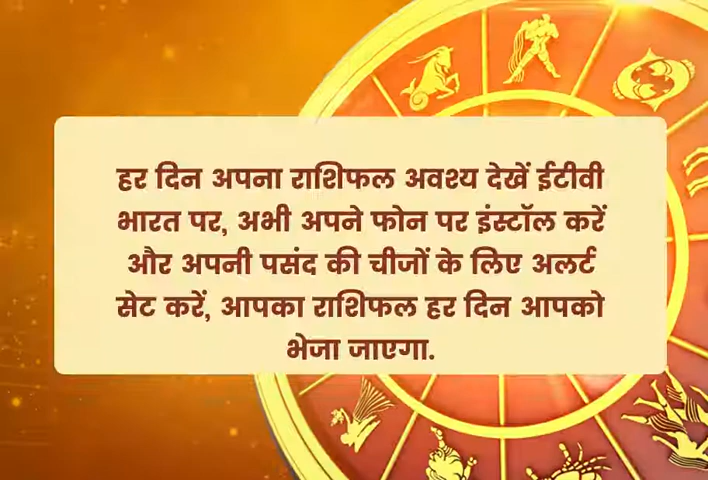 हर दिन अपना राशिफल अवश्य देखें ईटीवी
भारत पर, अभी अपने फोन पर इंस्टॉल करें
और अपनी पसंद की चीजों के लिए अलर्ट
सेट करें, आपका राशिफल हर दिन आपको
भेजा जाएगा.